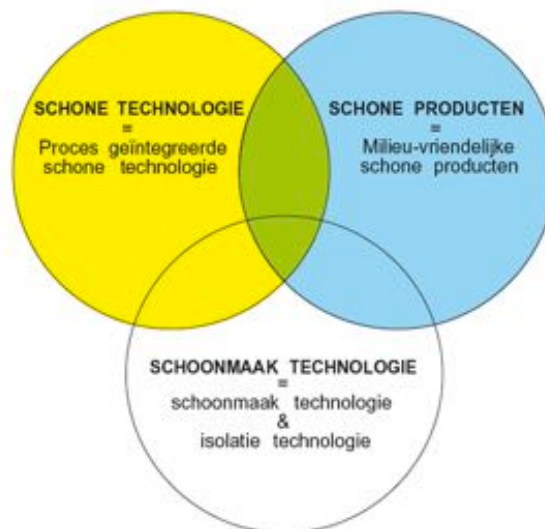 SCHONE TECHNOLOGIE
=
Proces geïntegreerde
schone technologie
SCHONE PRODUCTEN
=
Milieu-vriendelijke
schone producten
SCHOONMAAK TECHNOLOGIE
=
schoonmaak technologie
&
isolatie technologie